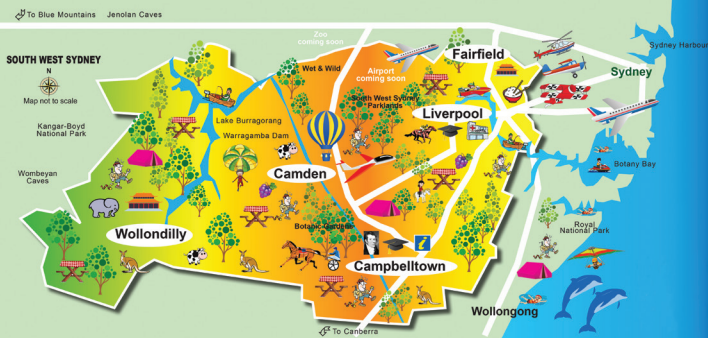 To Blue Mountains Jenolan Caves
SOUTH WEST SYDNEY
N
Map not to scale
Kangar-Boyd
National Park
Wombeyan
Caves
Zoo
coming soon
Wet & Wild
Airport
coming soon
Fairfield
Sydney Harbour
Sydney
South West Sydney
Parklands
Liverpool
Lake Burragorang
Warragamba Dam
Camden
Botany Bay
Wollondilly
Botanic Gardens
i
Campbelltown
Royal
National Park
Wollongong
To Canberra